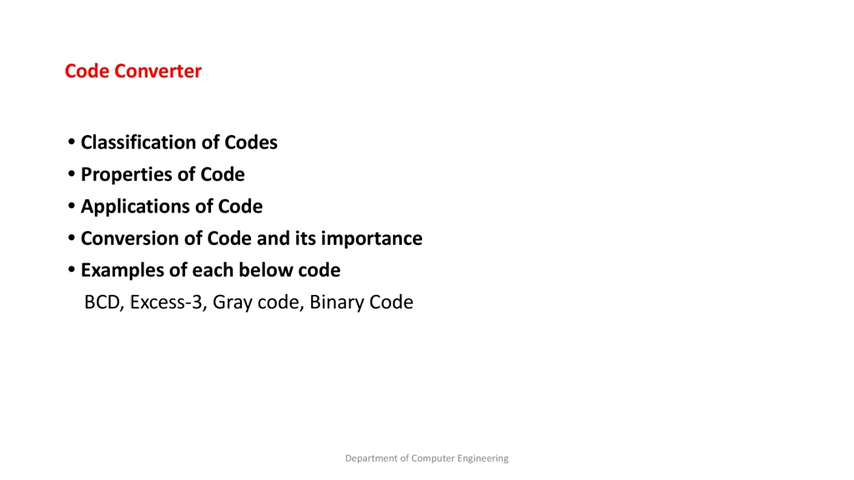 Code Converter
• Classification of Codes
• Properties of Code
• Applications of Code
• Conversion of Code and its importance
• Examples of each below code
BCD, Excess-3, Gray code, Binary Code
Department of Computer Engineering